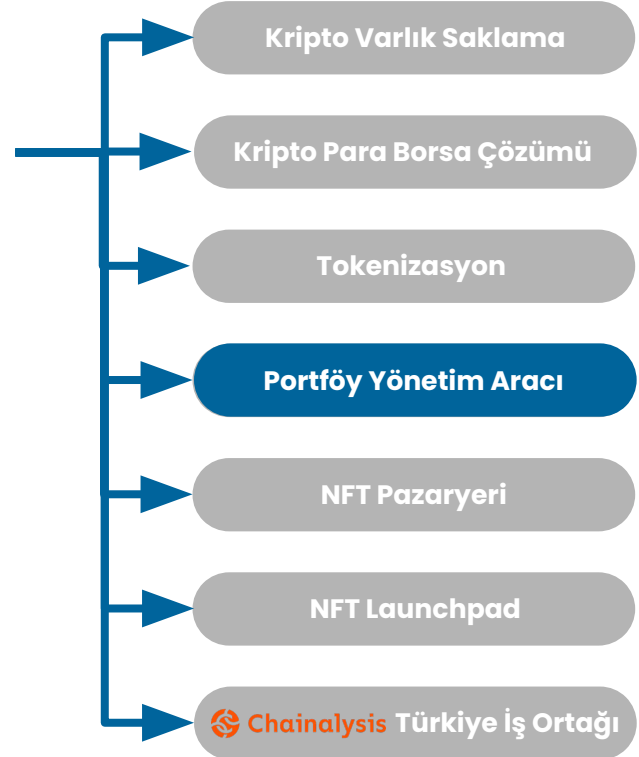 Kripto Varlık Saklama
Kripto Para Borsa Çözümü
Tokenizasyon
Portföy Yönetim Aracı
NFT Pazaryeri
NFT Launchpad
Chainalysis Türkiye İş Ortağı